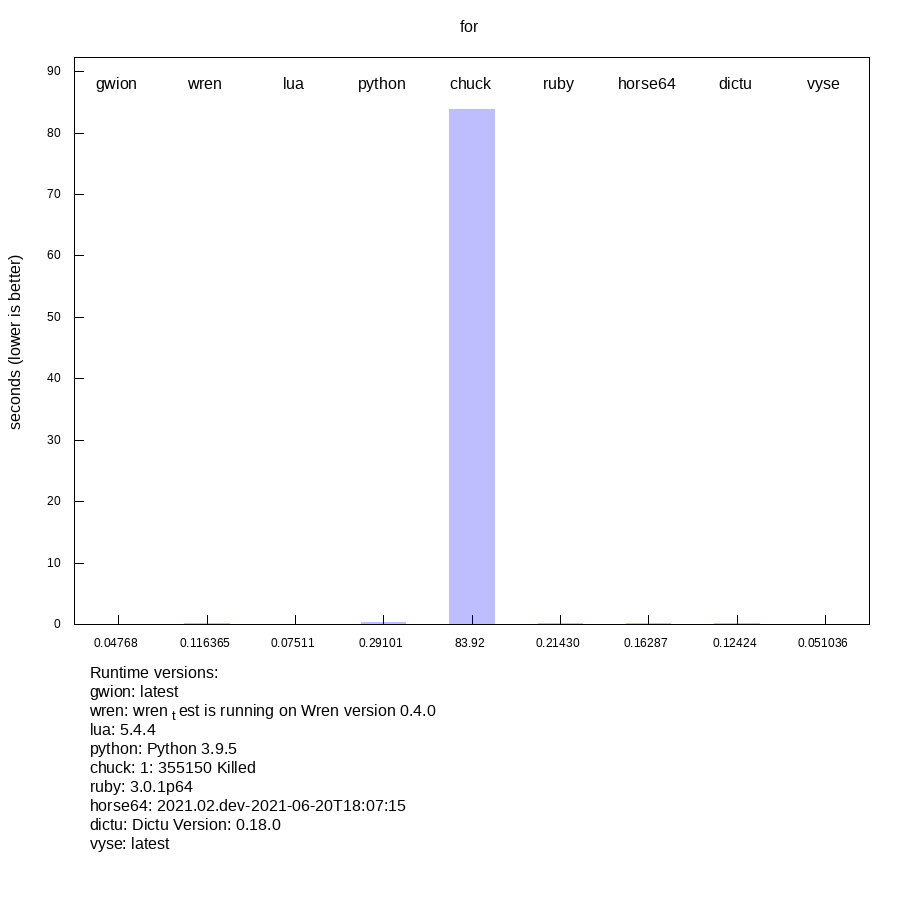 for
seconds (lower is better)
90
80
70
60
50
40
30
20
10
0
gwion wren lua python chuck ruby horse64 dictu vyse
0.04768 0.116365 0.07511 0.29101 83.92 0.21430 0.16287 0.12424 0.051036
Runtime versions:
gwion: latest
wren: wren t est is running on Wren version 0.4.0
lua: 5.4.4
python: Python 3.9.5
chuck: 1: 355150 Killed
ruby: 3.0.1p64
horse64: 2021.02.dev-2021-06-20T18:07:15
dictu: Dictu Version: 0.18.0
vyse: latest